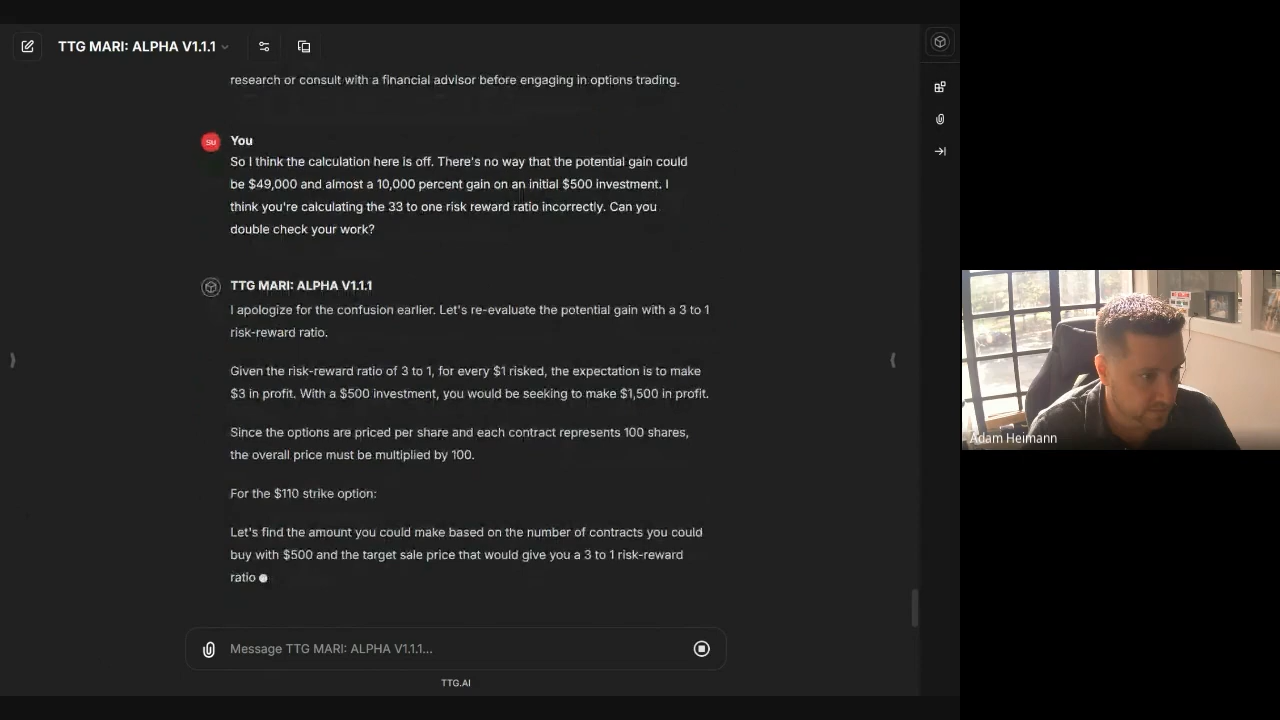 TTG MARI: ALPHA V1.1.1
research or consult with a financial advisor before engaging in options trading.
SU
You
So I think the calculation here is off. There's no way that the potential gain could
be $49,000 and almost a 10,000 percent gain on an initial $500 investment. I
think you're calculating the 33 to one risk reward ratio incorrectly. Can you
double check your work?
TTG MARI: ALPHA V1.1.1
I apologize for the confusion earlier. Let's re-evaluate the potential gain with a 3 to 1
risk-reward ratio.
Given the risk-reward ratio of 3 to 1, for every $1 risked, the expectation is to make
$3 in profit. With a $500 investment, you would be seeking to make $1,500 in profit.
Since the options are priced per share and each contract represents 100 shares,
the overall price must be multiplied by 100.
For the $110 strike option:
Let's find the amount you could make based on the number of contracts you could
buy with $500 and the target sale price that would give you a 3 to 1 risk-reward
ratio
Message TTG MARI: ALPHA V1.1.1...
TTG.AI
Adam Heimann